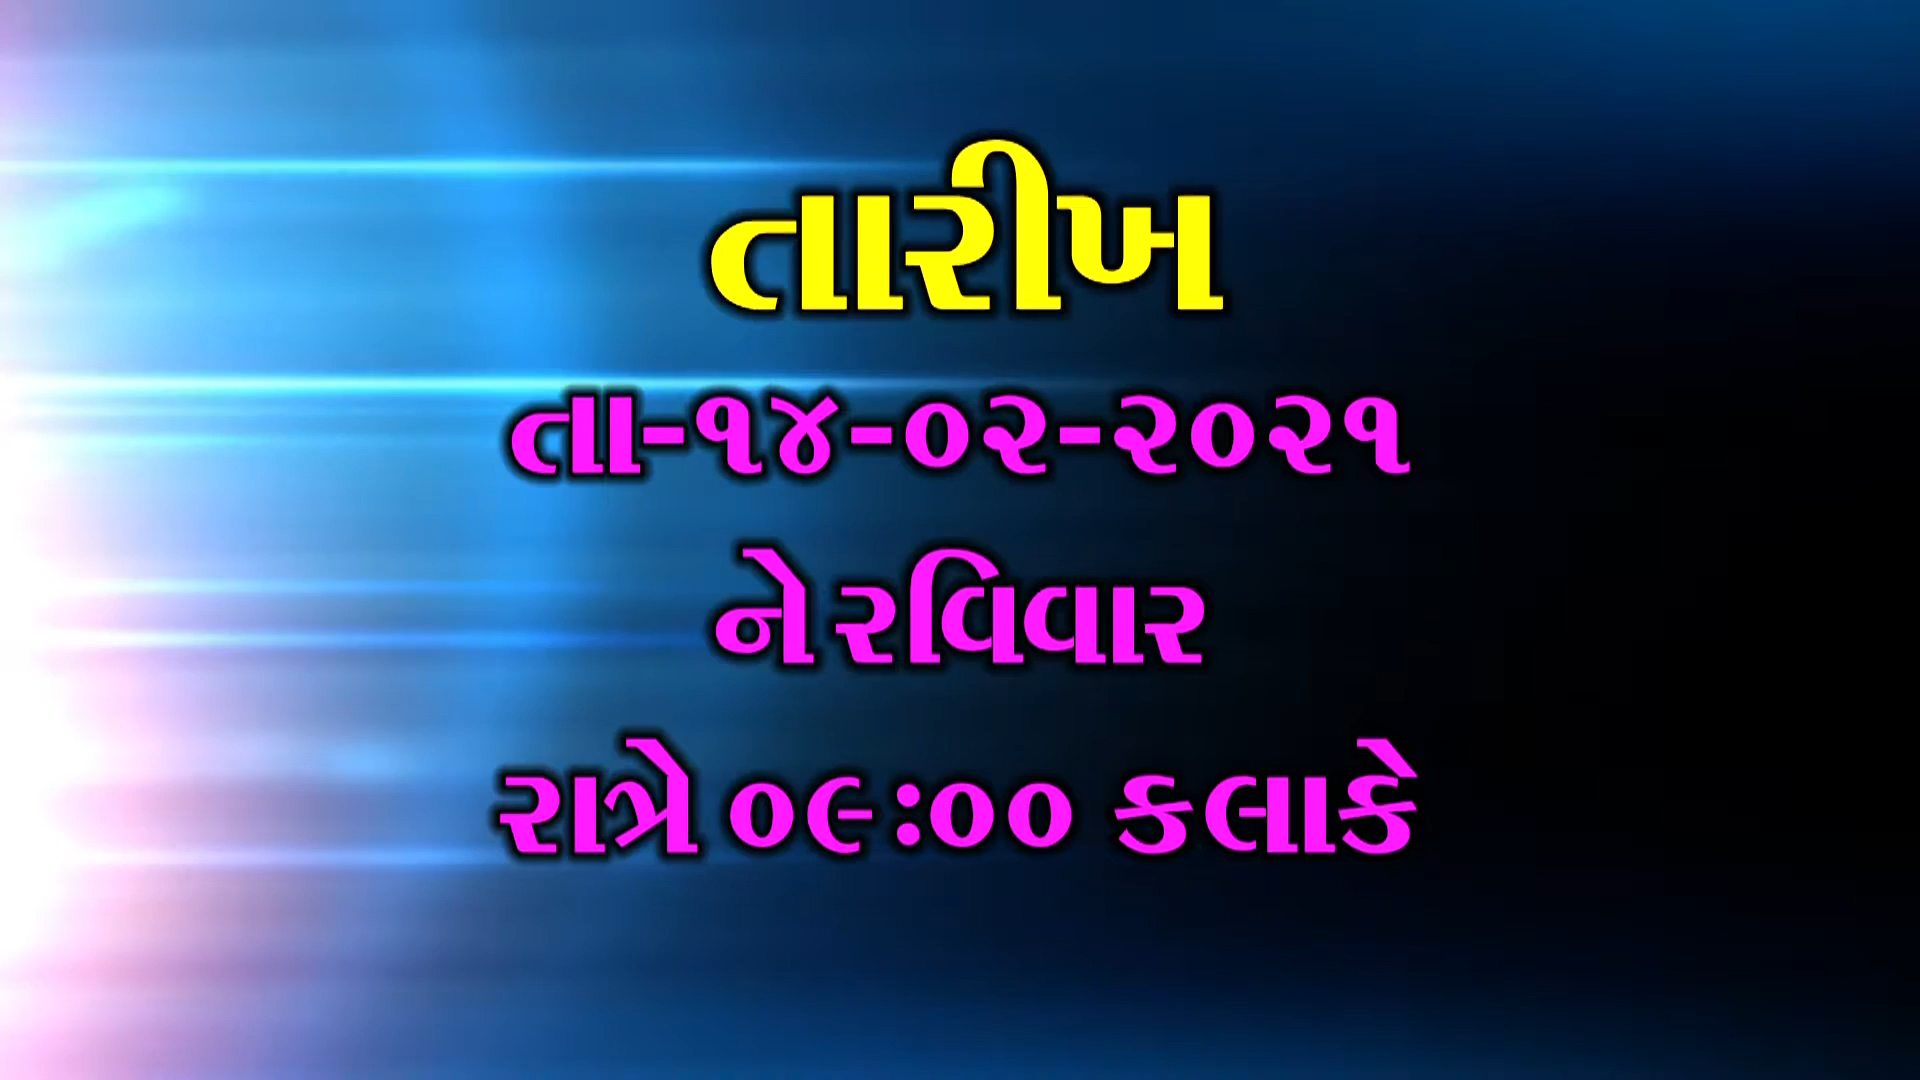 તારીખ
તા-૧૪-૦૨-૨૦૨૧
ને રવિવાર
રાત્રે ૦૯:૦૦ કલાકે